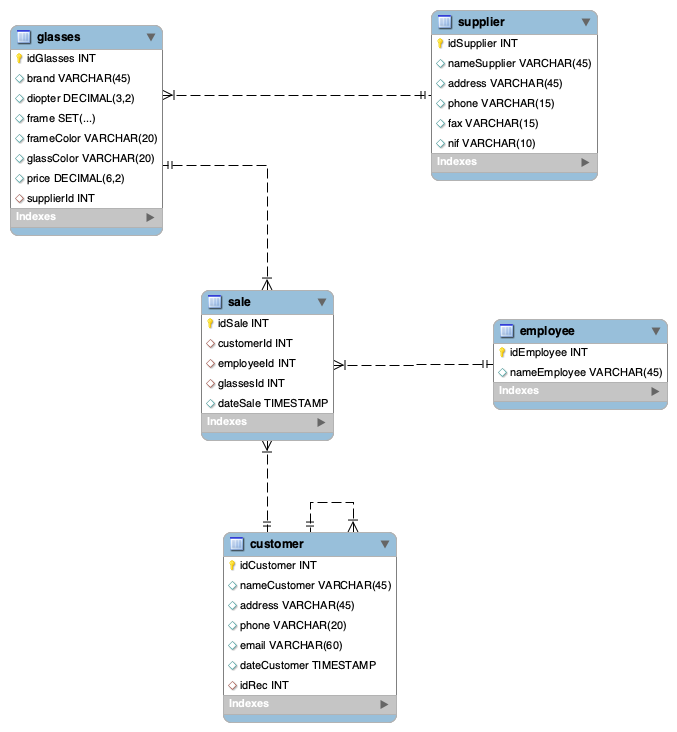 glasses
idGlasses INT
brand VARCHAR(45)
diopter DECIMAL(3,2)
frame SET(...)
frameColor VARCHAR(20)
glassColor VARCHAR(20)
price DECIMAL(6,2)
supplierId INT
Indexes
supplier
idSupplier INT
nameSupplier VARCHAR(45)
address VARCHAR(45)
phone VARCHAR(15)
fax VARCHAR(15)
nif VARCHAR(10)
Indexes
sale
idSale INT
customerId INT
employeeId INT
glassesId INT
dateSale TIMESTAMP
Indexes
employee
idEmployee INT
nameEmployee VARCHAR(45)
Indexes
customer
idCustomer INT
nameCustomer VARCHAR(45)
address VARCHAR(45)
phone VARCHAR(20)
email VARCHAR(60)
dateCustomer TIMESTAMP
idRec INT
Indexes